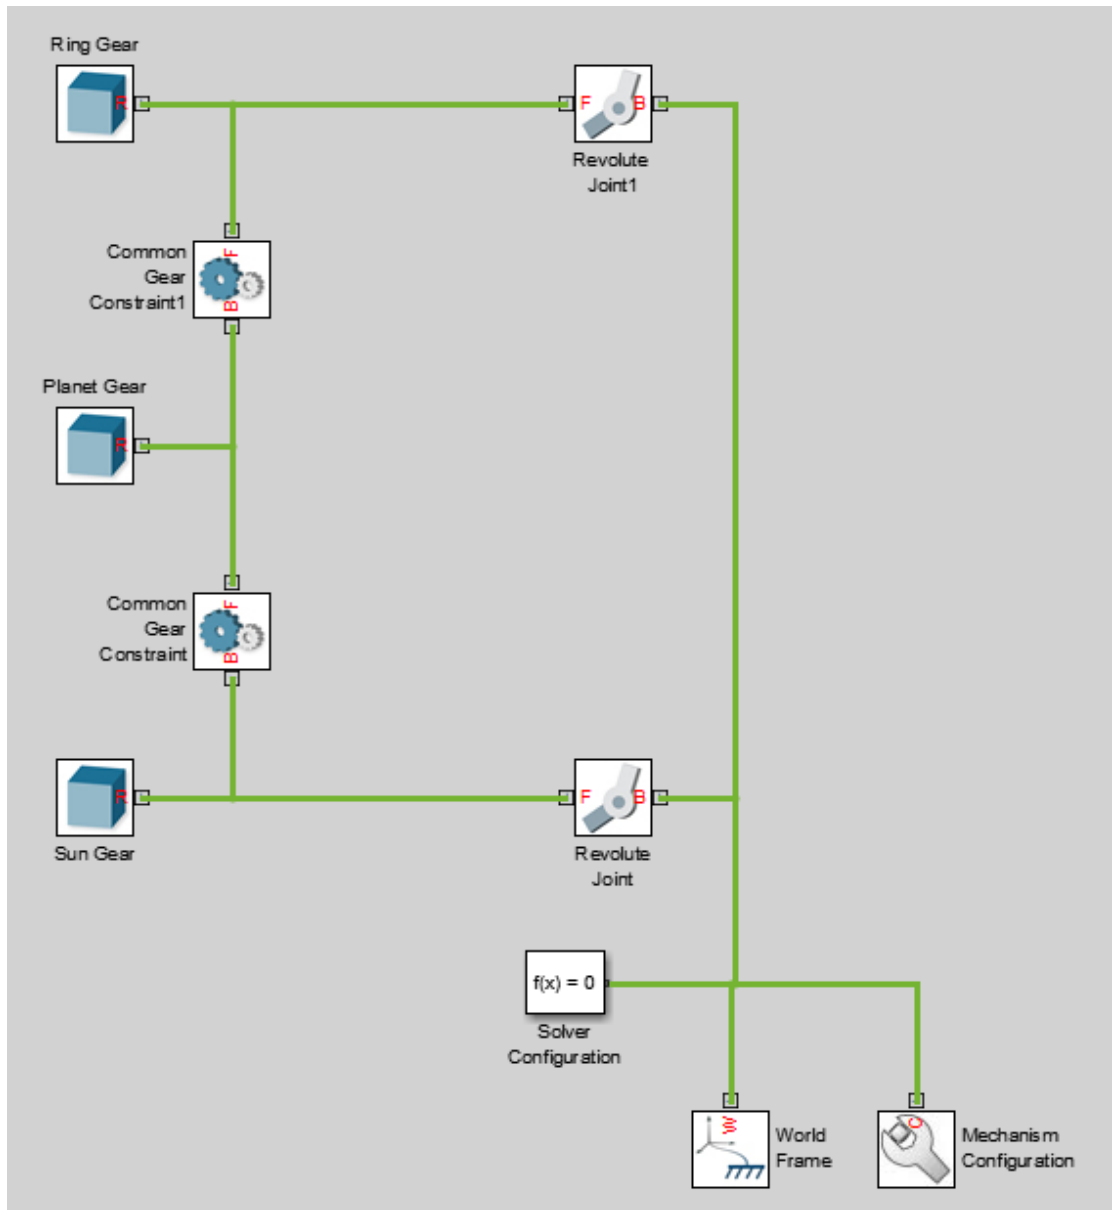 Ring Gear
R
F
B
Revolute
Joint1
Common
Gear
Constraint1
F
B
Planet Gear
R
Common
Gear
Constraint
F
B
R
Sun Gear
F
B
Revolute
Joint
f(x) = 0
Solver
Configuration
W
World
Frame
C
Mechanism
Configuration